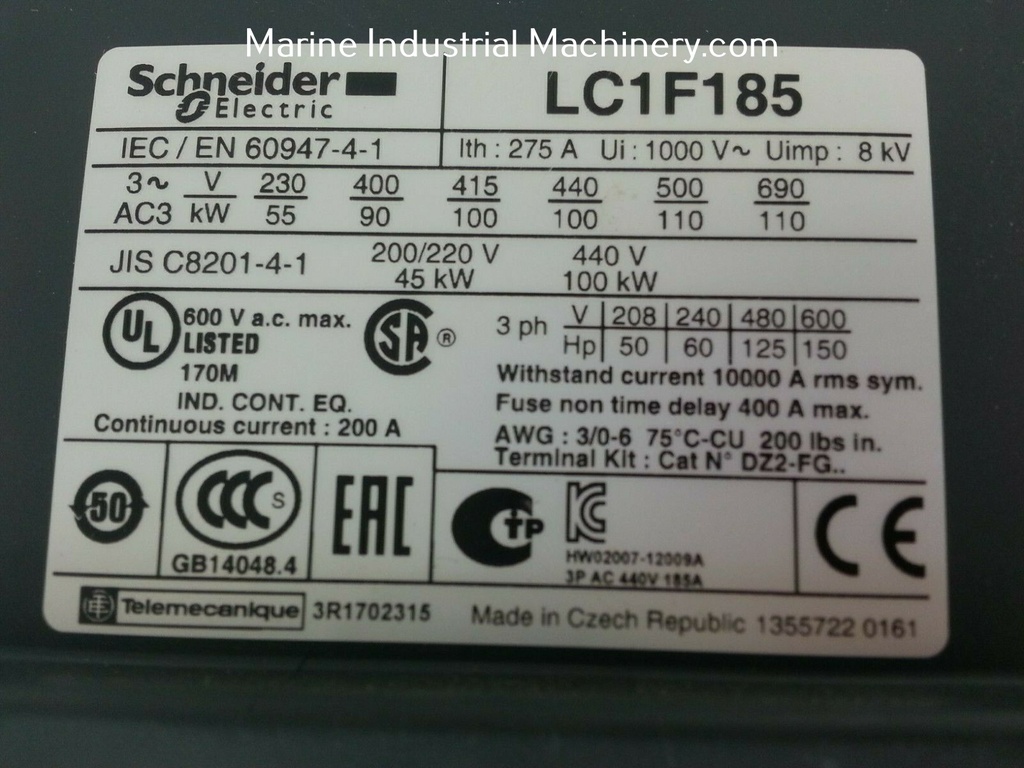 Marine Industrial Machinery.com
Schneider Electric
LC1F185
IEC / EN 60947-4-1
Ith : 275 A Ui : 1000 V~ Uimp : 8 kV
3~ V 230 400 415 440 500 690
AC3 kW 55 90 100 100 110 110
JIS C8201-4-1
200/220 V 440 V
45 kW 100 kW
UL
600 V a.c. max.
LISTED
170M
IND. CONT. EQ.
Continuous current : 200 A
SA ®
3 ph V 208 240 480 600
Hp 50 60 125 150
Withstand current 10000 A rms sym.
Fuse non time delay 400 A max.
AWG : 3/0-6 75°C-CU 200 lbs in.
Terminal Kit : Cat N° DZ2-FG..
50
CCC S
GB14048.4
EAC
CTP
KC
HW02007-12009A
3P AC 440V 185A
CE
Telemecanique 3R1702315 Made in Czech Republic 1355722 0161